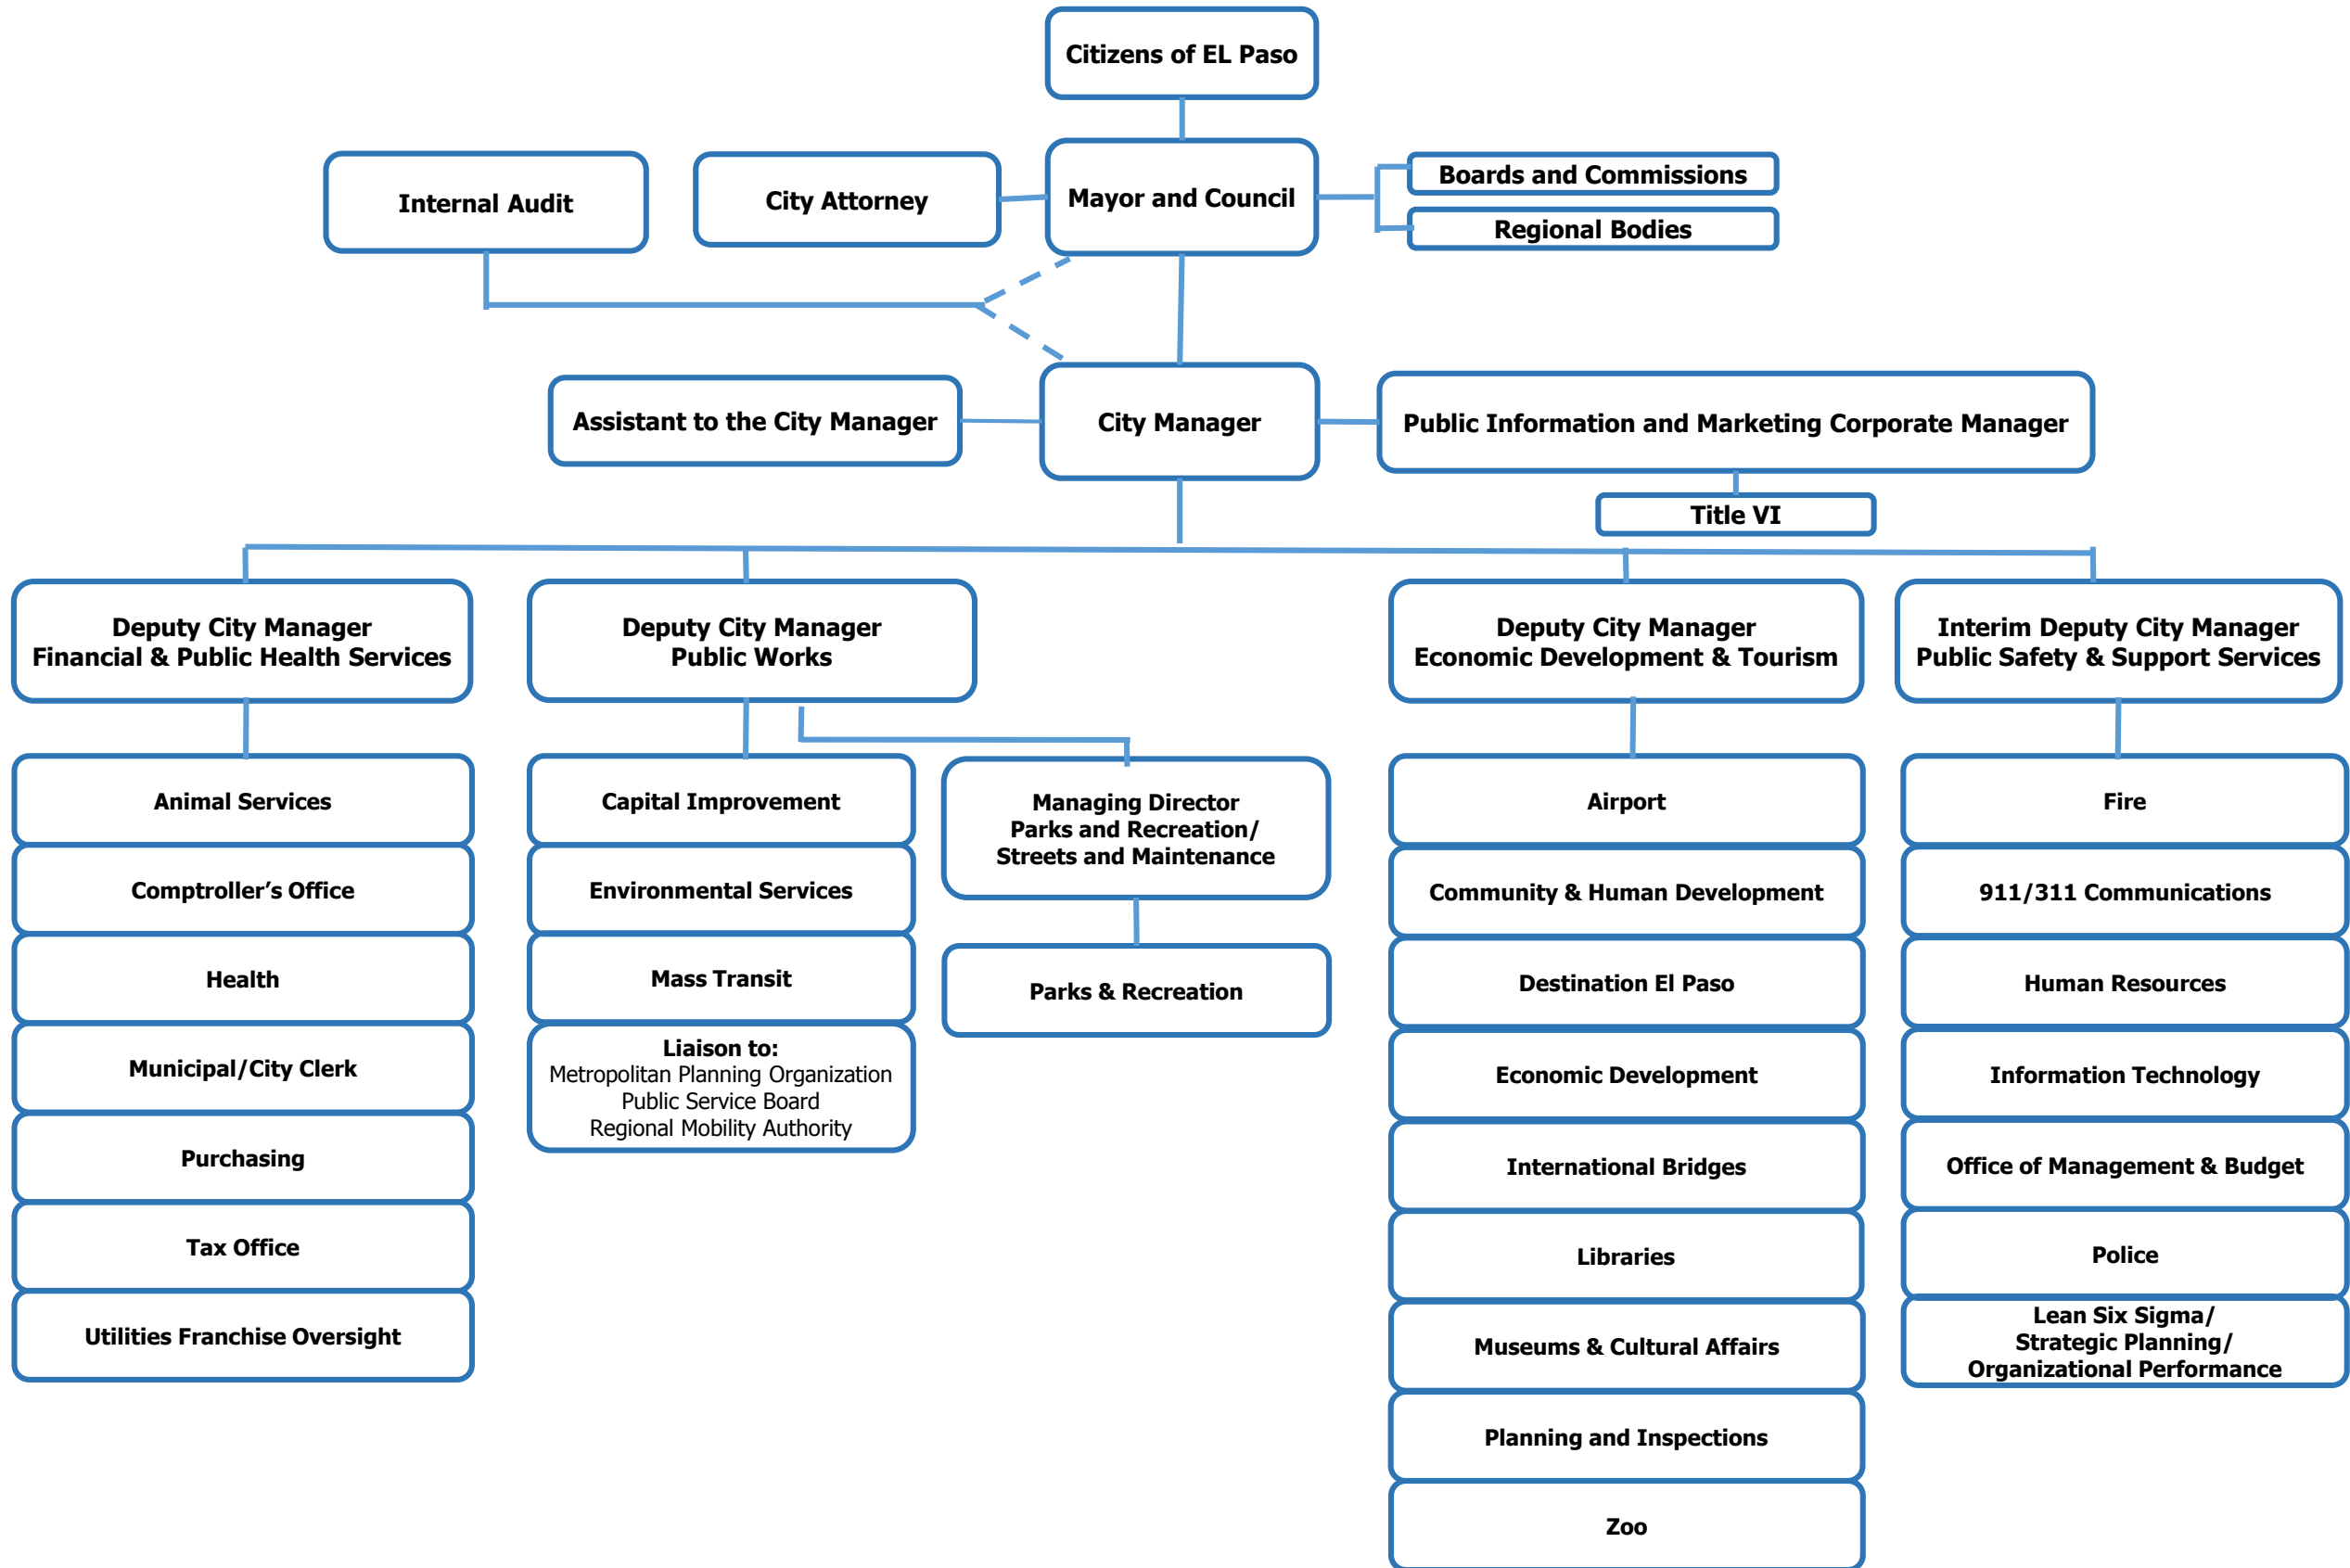 Citizens of EL Paso
Internal Audit
City Attorney
Mayor and Council
Boards and Commissions
Regional Bodies
Assistant to the City Manager
City Manager
Public Information and Marketing Corporate Manager
Title VI
Deputy City Manager
Financial & Public Health Services
Deputy City Manager
Public Works
Deputy City Manager
Economic Development & Tourism
Interim Deputy City Manager
Public Safety & Support Services
Animal Services
Comptroller’s Office
Health
Municipal/City Clerk
Purchasing
Tax Office
Utilities Franchise Oversight
Capital Improvement
Environmental Services
Mass Transit
Liaison to:
Metropolitan Planning Organization
Public Service Board
Regional Mobility Authority
Managing Director
Parks and Recreation/
Streets and Maintenance
Parks & Recreation
Airport
Community & Human Development
Destination El Paso
Economic Development
International Bridges
Libraries
Museums & Cultural Affairs
Planning and Inspections
Zoo
Fire
911/311 Communications
Human Resources
Information Technology
Office of Management & Budget
Police
Lean Six Sigma/
Strategic Planning/
Organizational Performance